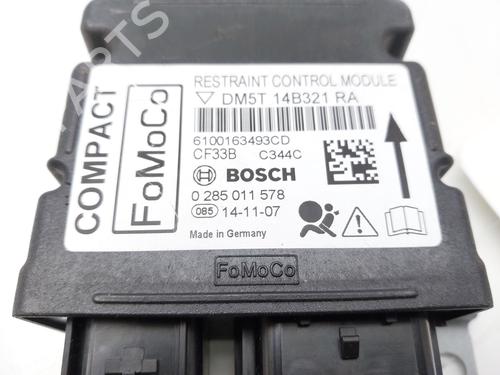 PARTS
RESTRAINT CONTROL MODULE
DM5T 14B321 RA
6100163493CD
CF33B C344C
BOSCH
0 285 011 578
085 14-11-07
Made in Germany
COMPACT
FoMoCo
FoMoCo